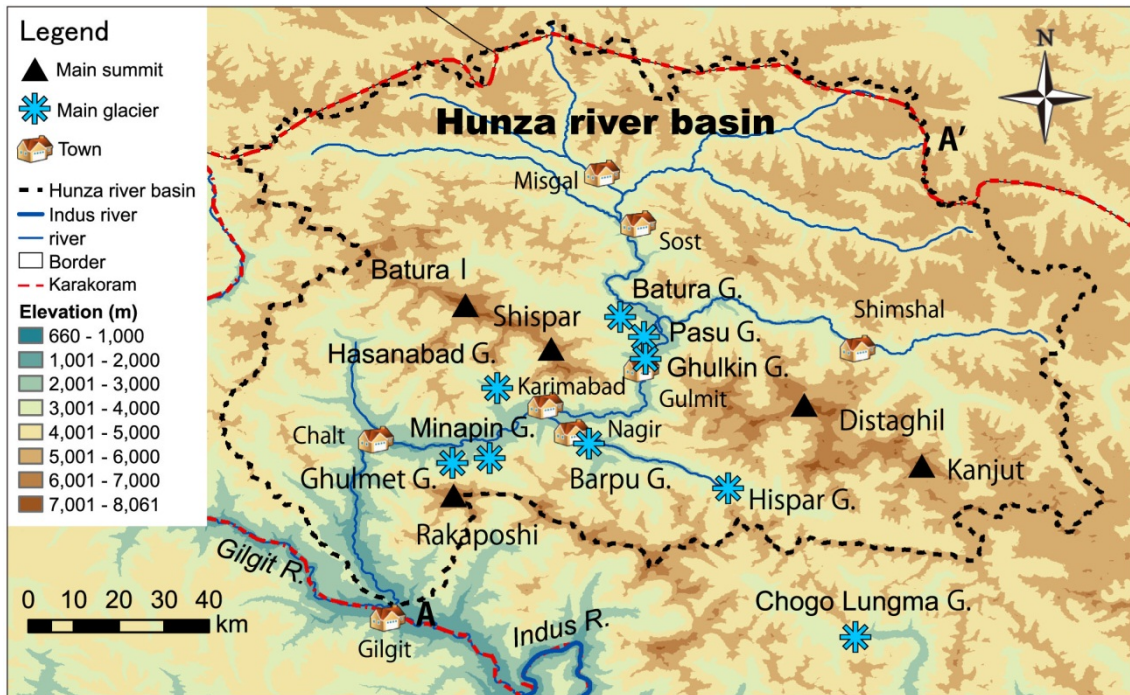 Legend
Main summit
Main glacier
Town
Hunza river basin
Indus river
river
Border
Karakoram
Elevation (m)
660 - 1,000
1,001 - 2,000
2,001 - 3,000
3,001 - 4,000
4,001 - 5,000
5,001 - 6,000
6,001 - 7,000
7,001 - 8,061
N
Hunza river basin
A'
Misgal
Sost
Batura I
Batura G.
Shispar
Shimshal
Pasu G.
Hasanabad G.
Ghulkin G.
Karimabad
Gulmit
Distaghil
Chalt
Minapin G.
Nagir
Ghulmet G.
Barpu G.
Kanjut
Hispar G.
Rakaposhi
Gilgit R.
A
Chogo Lungma G.
Indus R.
Gilgit
0 10 20 30 40
km